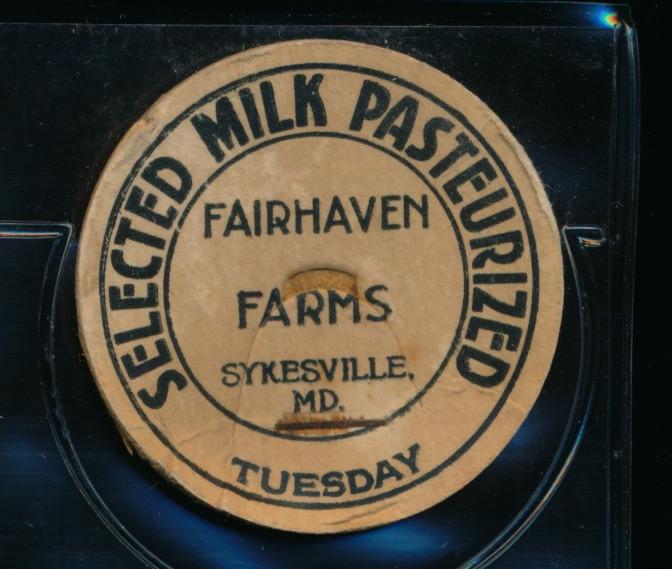 SELECTED MILK PASTEURIZED
FAIRHAVEN
FARMS
SYKESVILLE,
MD.
TUESDAY